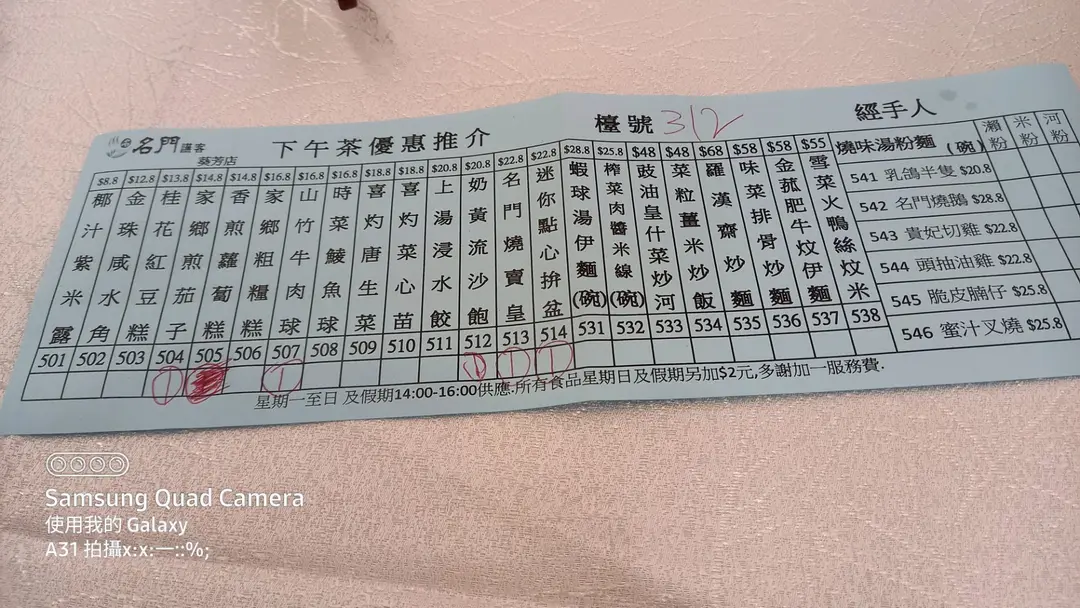 名門
讌客
葵芳店
下午茶優惠推介
檯號 312
經手人
$8.8 椰汁紫米露 501
$12.8 金珠咸水角 502
$13.8 桂花紅豆糕 503
$14.8 家鄉煎茄子 504 1
$14.8 香煎蘿蔔糕 505
$16.8 家鄉粗糧糕 506
$16.8 山竹牛肉球 507 1
$16.8 時菜鯪魚球 508
$18.8 喜灼唐生菜 509
$18.8 喜灼菜心苗 510
$20.8 上湯浸水餃 511
$20.8 奶黃流沙飽 512 1
$22.8 名門燒賣皇 513 1
$22.8 迷你點心拚盆 514 1
$28.8 蝦球湯伊麵(碗) 531
$25.8 榨菜肉醬米線(碗) 532
$48 豉油皇什菜炒河 533
$48 菜粒薑米炒飯 534
$68 羅漢齋炒麵 535
$58 味菜排骨炒麵 536
$58 金菰肥牛炆伊麵 537
$55 雪菜火鴨絲炆米 538
燒味湯粉麵 (碗) 瀨粉 米粉 河粉
541 乳鴿半隻 $20.8
542 名門燒鵝 $28.8
543 貴妃切雞 $22.8
544 頭抽油雞 $22.8
545 脆皮腩仔 $25.8
546 蜜汁叉燒 $25.8
星期一至日 及假期14:00-16:00供應.所有食品星期日及假期另加$2元,多謝加一服務費.
Samsung Quad Camera
使用我的 Galaxy
A31 拍攝x:x:一::%;